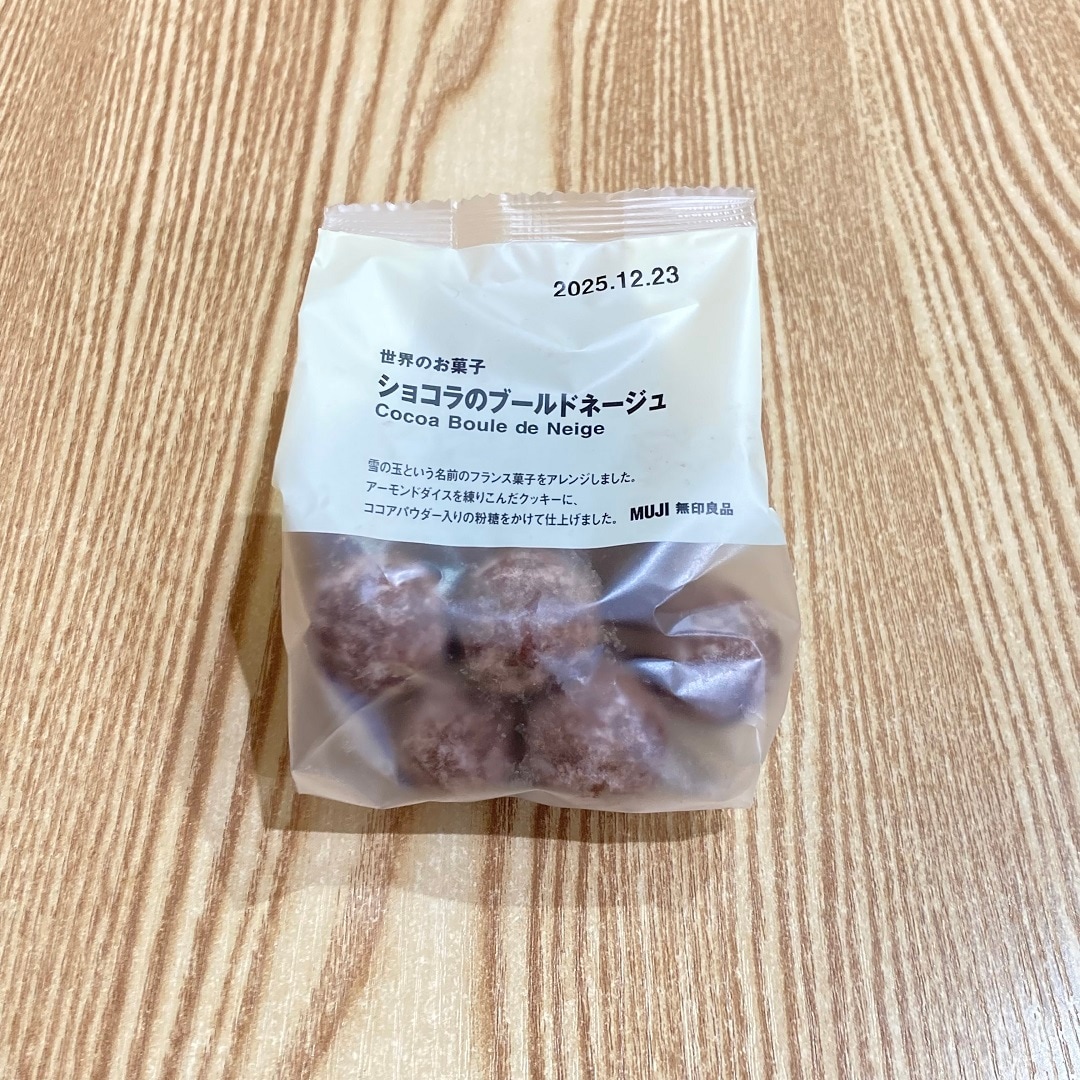 2025.12.23
世界のお菓子
ショコラのブールドネージュ
Cocoa Boule de Neige
雪の玉という名前のフランス菓子をアレンジしました。
アーモンドダイスを練りこんだクッキーに、
ココアパウダー入りの粉糖をかけて仕上げました。
MUJI 無印良品